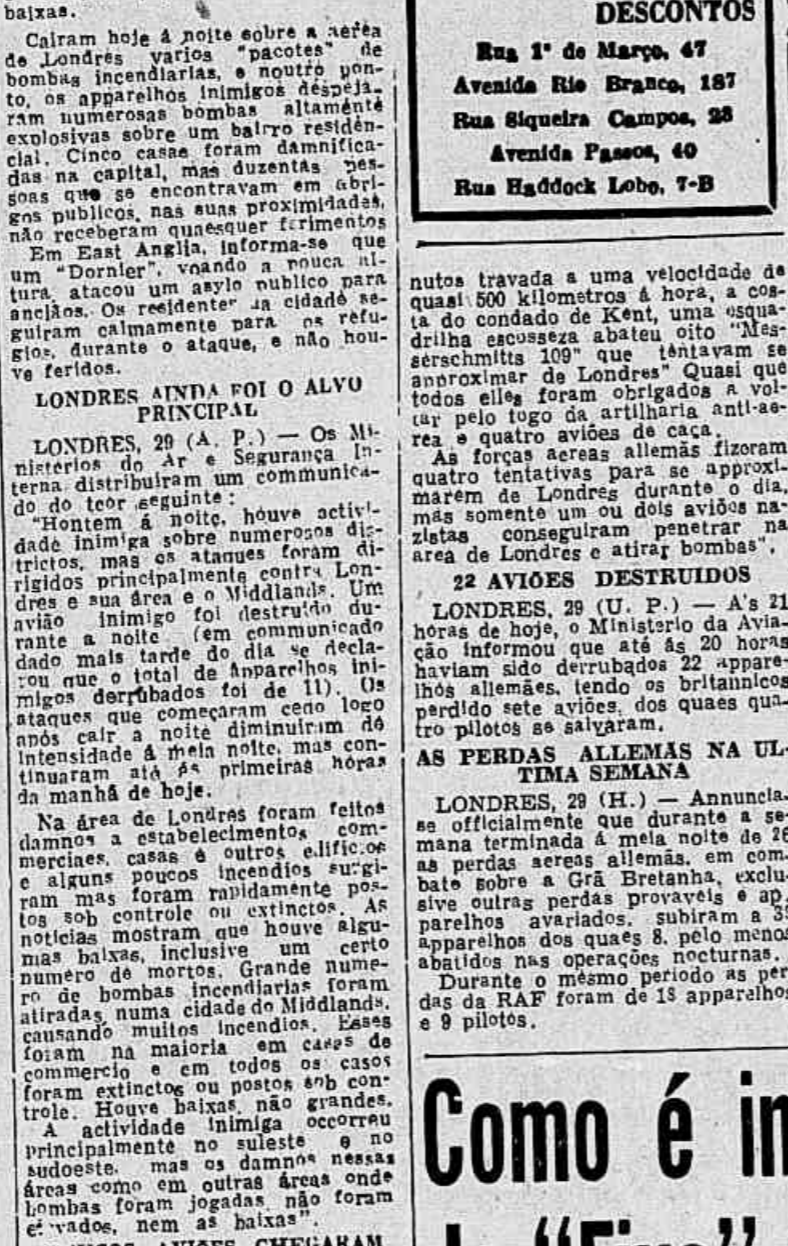 baixas.
Cairam hoje á noite sobre a aerea
de Londres varios "pacotes" de
bombas incendiarias, e noutro pon-
to, os apparelhos inimigos despeja-
ram numerosas bombas altamente
explosivas sobre um bairro residen-
cial. Cinco casas foram damnifica-
das na capital, mas duzentas pes-
soas que se encontravam em abri-
gos publicos, nas suas proximidades,
não receberam quaesquer ferimentos
Em East Anglia, informa-se que
um "Dornier", voando a pouca al-
tura, atacou um asylo publico para
anciãos. Os residentes da cidade se-
guiram calmamente para os refu-
gios, durante o ataque, e não hou-
ve feridos.
LONDRES AINDA FOI O ALVO
PRINCIPAL
LONDRES, 29 (A. P.) — Os Mi-
nistérios do Ar e Segurança In-
terna distribuiram um communica-
do do teôr seguinte:
"Hontem á noite, houve activi-
dade inimiga sobre numerosos dis-
trictos, mas os ataques foram di-
rigidos principalmente contra Lon-
dres e sua área e o Middlands. Um
avião inimigo foi destruido du-
rante a noite (em communicado
dado mais tarde do dia se decla-
rou que o total de apparelhos ini-
migos derrubados foi de 11). Os
ataques que começaram cedo logo
após cair a noite diminuiram de
intensidade á meia noite, mas con-
tinuaram até ás primeiras horas
da manhã de hoje.
Na área de Londres foram feitos
damnos a estabelecimentos com-
merciaes, casas e outros edificios
e alguns poucos incendios surgi-
ram mas foram rapidamente pos-
tos sob controle ou extinctos. As
noticias mostram que houve algu-
mas baixas, inclusive um certo
numero de mortos. Grande nume-
ro de bombas incendiarias foram
atiradas numa cidade do Middlands,
causando muitos incendios. Esses
foram na maioria em casas de
commercio e em todos os casos
foram extinctos ou postos sob con-
trole. Houve baixas, não grandes.
A actividade inimiga occorreu
principalmente no suleste e no
sudoeste, mas os damnos nessas
áreas como em outras áreas onde
bombas foram jogadas não foram
elevados, nem as baixas".
AVIÕES CHEGARAM
DESCONTOS
Rua 1º de Março, 47
Avenida Rio Branco, 187
Rua Siqueira Campos, 28
Avenida Passos, 40
Rua Haddock Lobo, 7-B
nutos travada a uma velocidade de
quasi 500 kilometros á hora, a cos-
ta do condado de Kent, uma esqua-
drilha escosseza abateu oito "Mes-
serschmitts 109" que tentavam se
approximar de Londres" Quasi que
todos elles foram obrigados a vol-
tar pelo fogo da artilharia anti-ae-
rea e quatro aviões de caça.
As forças aereas allemãs fizeram
quatro tentativas para se approxi-
marem de Londres durante o dia,
mas somente um ou dois aviões na-
zistas conseguiram penetrar na
area de Londres e atirar bombas".
22 AVIÕES DESTRUIDOS
LONDRES, 29 (U. P.) — A's 21
horas de hoje, o Ministerio da Avia-
ção informou que até ás 20 horas
haviam sido derrubados 22 appare-
lhos allemães, tendo os britannicos
perdido sete aviões, dos quaes qua-
tro pilotos se salvaram.
AS PERDAS ALLEMÃS NA UL-
TIMA SEMANA
LONDRES, 29 (H.) — Annuncia-
se officialmente que durante a se-
mana terminada á meia noite de 26
as perdas aereas allemãs, em com-
bate sobre a Grã Bretanha, exclu-
sive outras perdas provaveis e ap-
parelhos avariados, subiram a
apparelhos dos quaes 8, pelo menos
abatidos nas operações nocturnas.
Durante o mesmo periodo as per
das da RAF foram de 18 apparelhos
e 9 pilotos.
Como é in